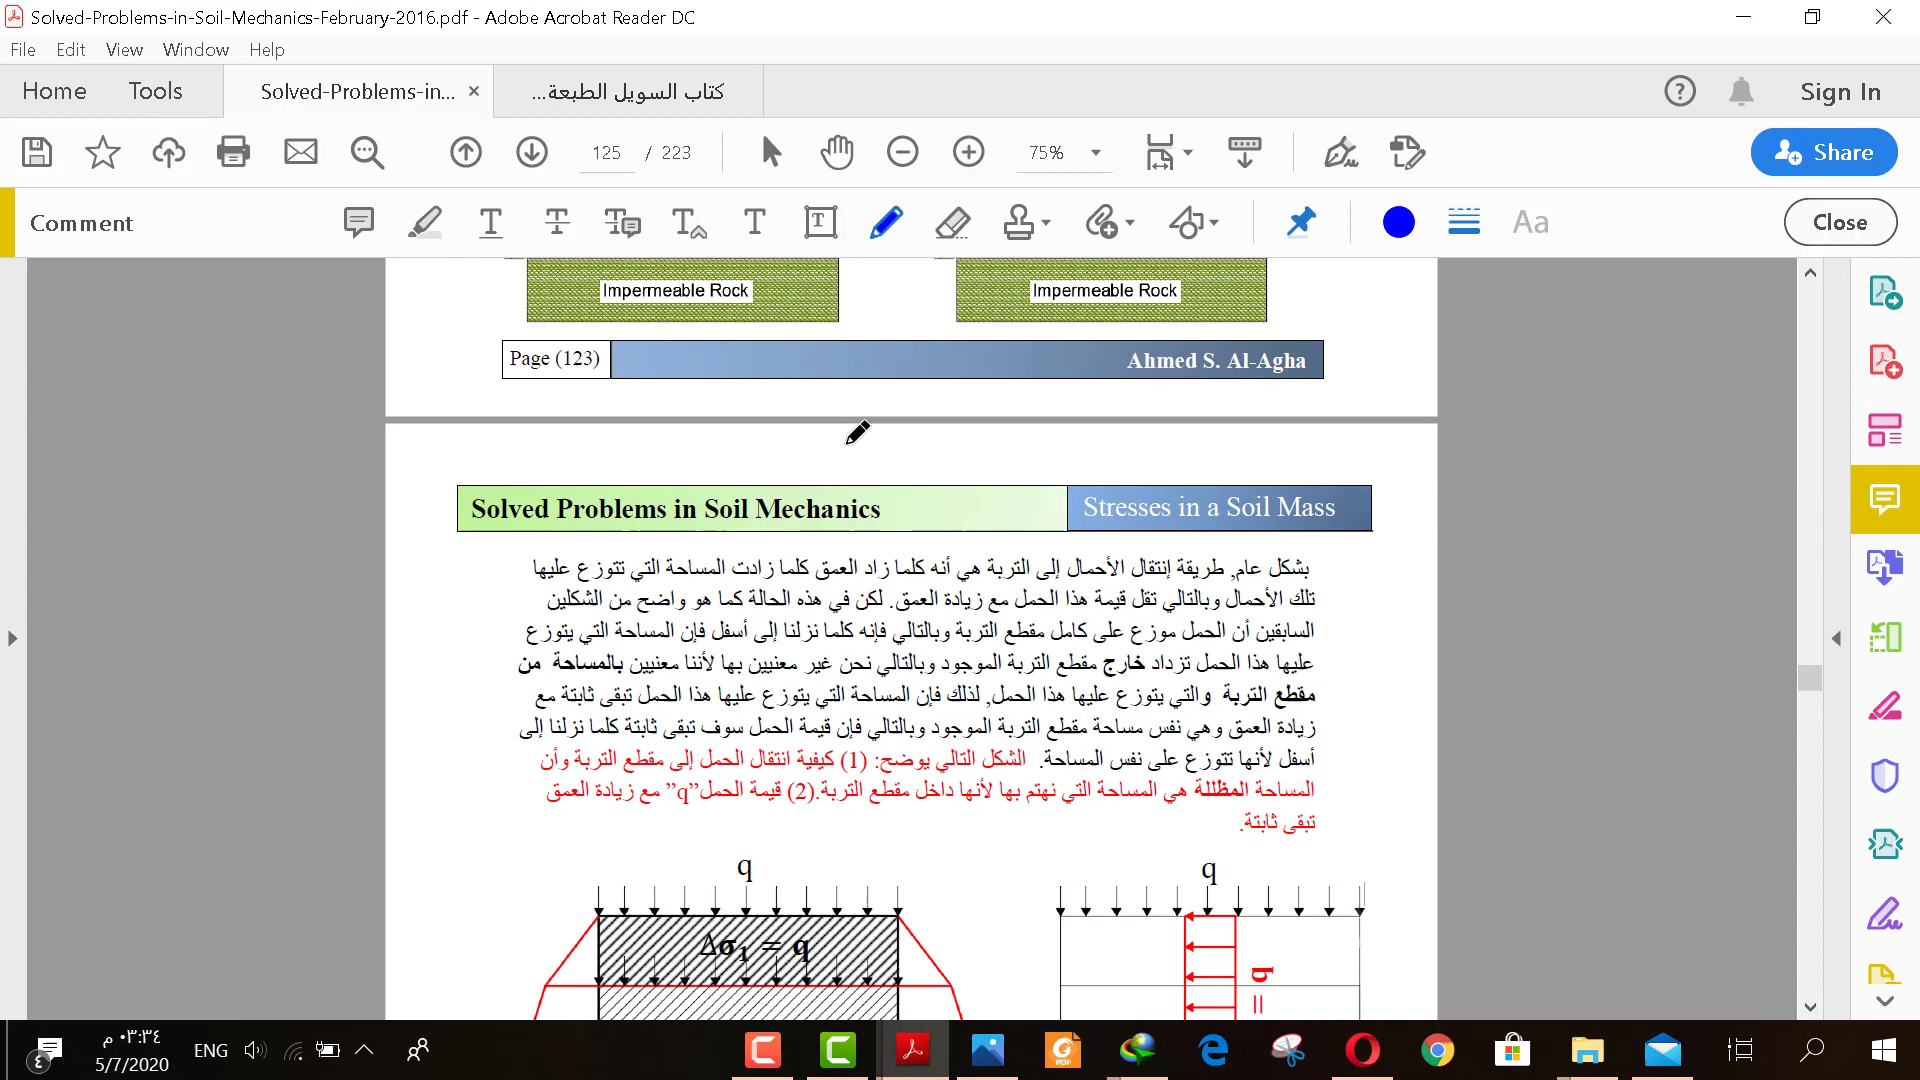 Solved-Problems-in-Soil-Mechanics-February-2016.pdf - Adobe Acrobat Reader DC
File Edit View Window Help
Home Tools Solved-Problems-in... × كتاب السويل الطبعة... Sign In
125 / 223 75% Share
Comment Aa Close
Impermeable Rock Impermeable Rock
Page (123) Ahmed S. Al-Agha
Solved Problems in Soil Mechanics Stresses in a Soil Mass
بشكل عام, طريقة إنتقال الأحمال إلى التربة هي أنه كلما زاد العمق كلما زادت المساحة التي تتوزع عليها
تلك الأحمال وبالتالي تقل قيمة هذا الحمل مع زيادة العمق. لكن في هذه الحالة كما هو واضح من الشكلين
السابقين أن الحمل موزع على كامل مقطع التربة وبالتالي فإنه كلما نزلنا إلى أسفل فإن المساحة التي يتوزع
عليها هذا الحمل تزداد خارج مقطع التربة الموجود وبالتالي نحن غير معنيين بها لأننا معنيين بالمساحة من
مقطع التربة والتي يتوزع عليها هذا الحمل, لذلك فإن المساحة التي يتوزع عليها هذا الحمل تبقى ثابتة مع
زيادة العمق وهي نفس مساحة مقطع التربة الموجود وبالتالي فإن قيمة الحمل سوف تبقى ثابتة كلما نزلنا إلى
أسفل لأنها تتوزع على نفس المساحة. الشكل التالي يوضح: (1) كيفية انتقال الحمل إلى مقطع التربة وأن
المساحة المظللة هي المساحة التي نهتم بها لأنها داخل مقطع التربة.(2) قيمة الحمل”q” مع زيادة العمق
تبقى ثابتة.
q q
Δσ₁ = q
= q
٠٣:٣٤ م
5/7/2020
ENG
٤
PDF